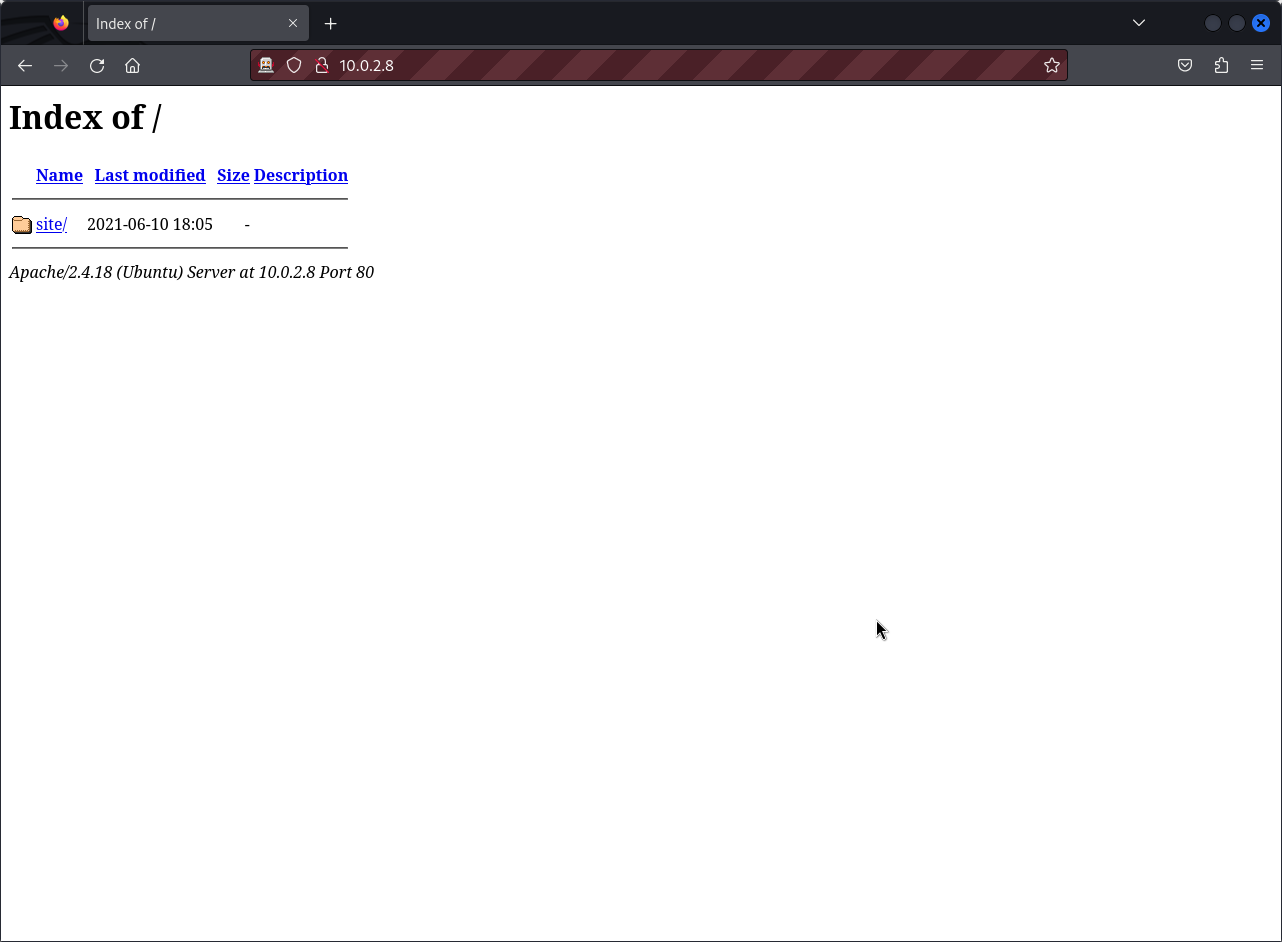 Index of /
10.0.2.8
Index of /
Name Last modified Size Description
site/ 2021-06-10 18:05 -
Apache/2.4.18 (Ubuntu) Server at 10.0.2.8 Port 80